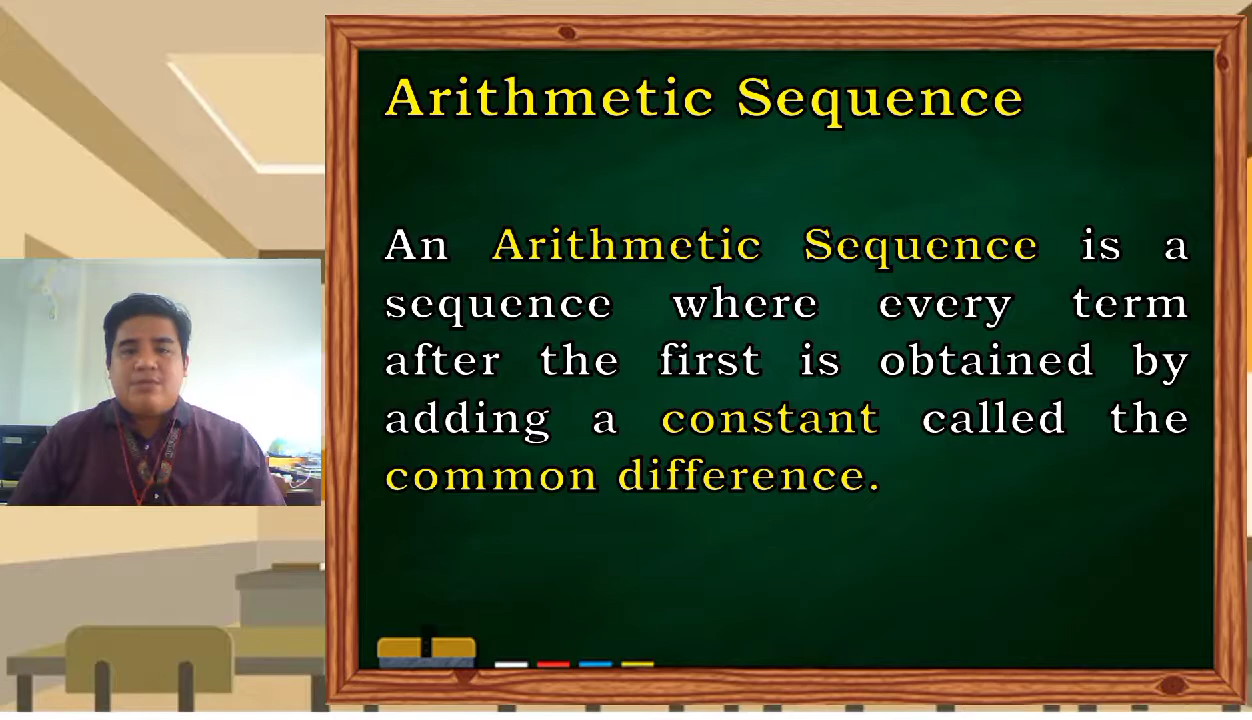 Arithmetic Sequence
An Arithmetic Sequence is a
sequence where every term
after the first is obtained by
adding a constant called the
common difference.